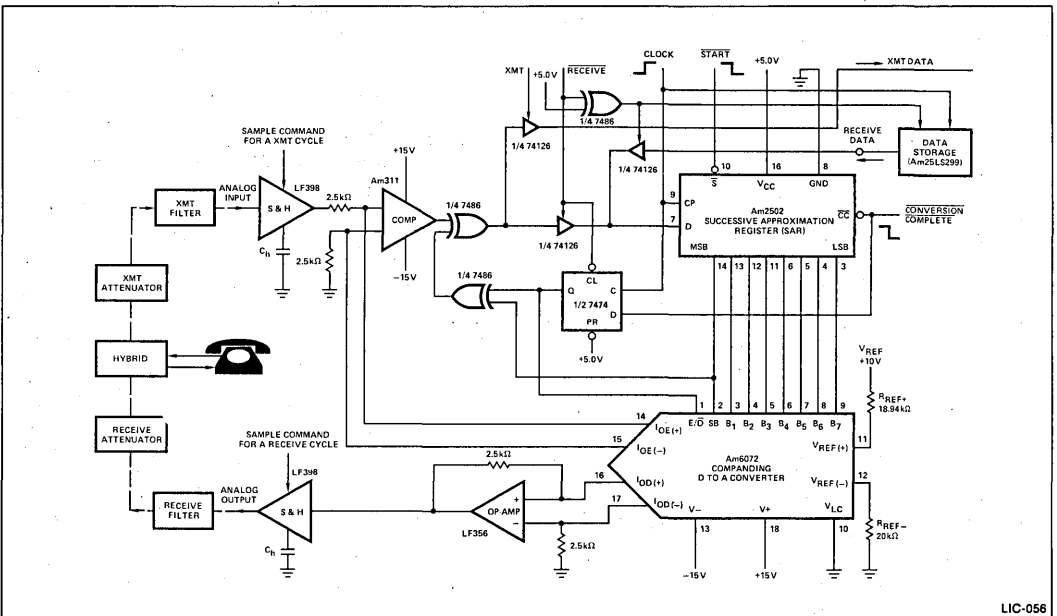 CLOCK
START
XMT
+5.0V
RECEIVE
+5.0V
XMT DATA
1/4 7486
SAMPLE COMMAND
FOR A XMT CYCLE
1/4 74126
RECEIVE
DATA
DATA
STORAGE
(Am25LS299)
+15V
Am311
1/4 74126
10
16
8
ANALOG
INPUT
LF398
2.5kΩ
S̅
VCC
GND
XMT
FILTER
S & H
COMP
1/4 7486
9
CP
Am2502
SUCCESSIVE APPROXIMATION
REGISTER (SAR)
7
D
CC
CONVERSION
COMPLETE
1/4 74126
MSB
LSB
Ch
2.5kΩ
-15V
14
13
12
11
6
5
4
3
XMT
ATTENUATOR
1/4 7486
CL
Q
C
1/2 7474
D
PR
+5.0V
HYBRID
VREF
+10V
RREF+
18.94kΩ
1
2
3
4
5
6
7
8
9
E/D
SB
B1
B2
B3
B4
B5
B6
B7
RECEIVE
ATTENUATOR
SAMPLE COMMAND
FOR A RECEIVE CYCLE
14
IOE(+)
15
IOE(-)
VREF(+)
11
Am6072
COMPANDING
D TO A CONVERTER
LF398
2.5kΩ
16
IOD(+)
17
IOD(-)
VREF(-)
12
RECEIVE
FILTER
ANALOG
OUTPUT
S & H
OP-AMP
+
−
LF356
V−
V+
VLC
13
18
10
RREF−
20kΩ
Ch
2.5kΩ
-15V
+15V
LIC-056